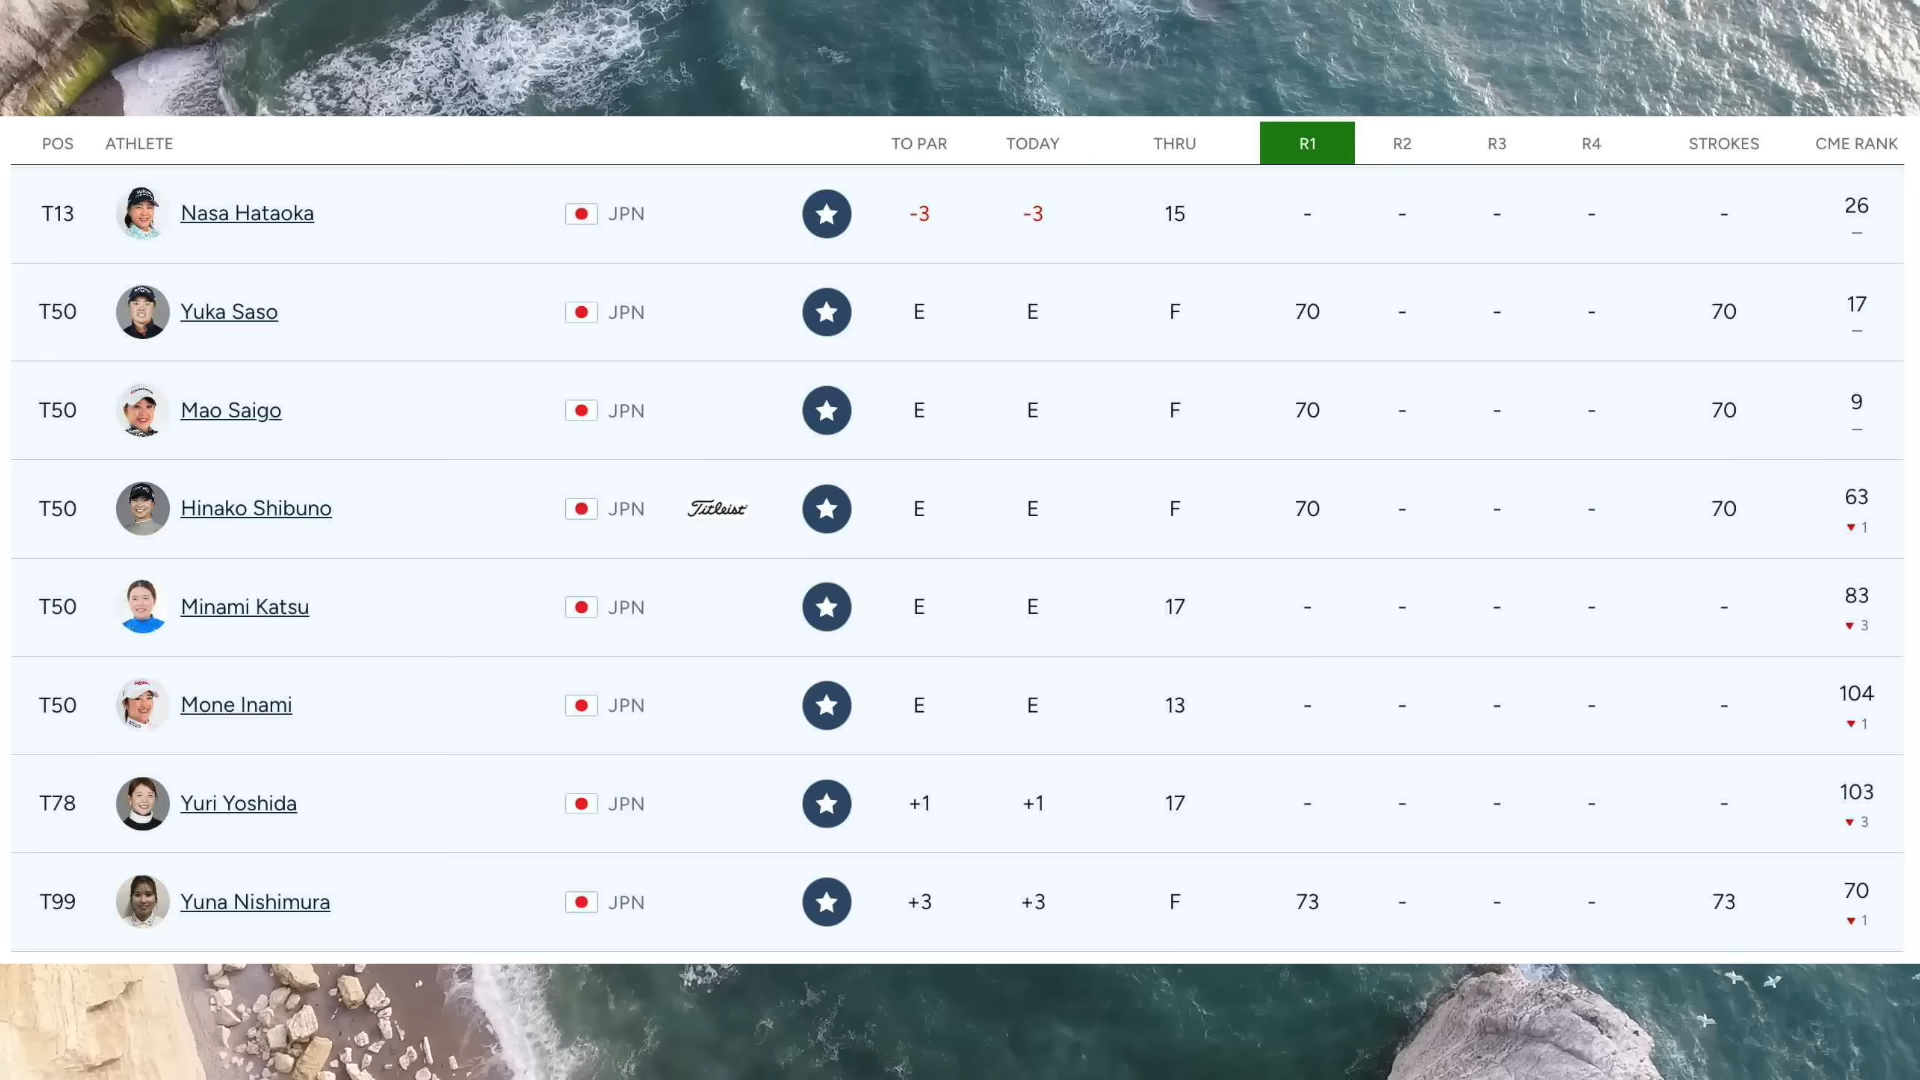 POS ATHLETE TO PAR TODAY THRU R1 R2 R3 R4 STROKES CME RANK
T13 Nasa Hataoka JPN -3 -3 15 - - - - - 26 –
T50 Yuka Saso JPN E E F 70 - - - 70 17 –
T50 Mao Saigo JPN E E F 70 - - - 70 9 –
T50 Hinako Shibuno JPN Titleist E E F 70 - - - 70 63 ▼ 1
T50 Minami Katsu JPN E E 17 - - - - - 83 ▼ 3
T50 Mone Inami JPN E E 13 - - - - - 104 ▼ 1
T78 Yuri Yoshida JPN +1 +1 17 - - - - - 103 ▼ 3
T99 Yuna Nishimura JPN +3 +3 F 73 - - - 73 70 ▼ 1